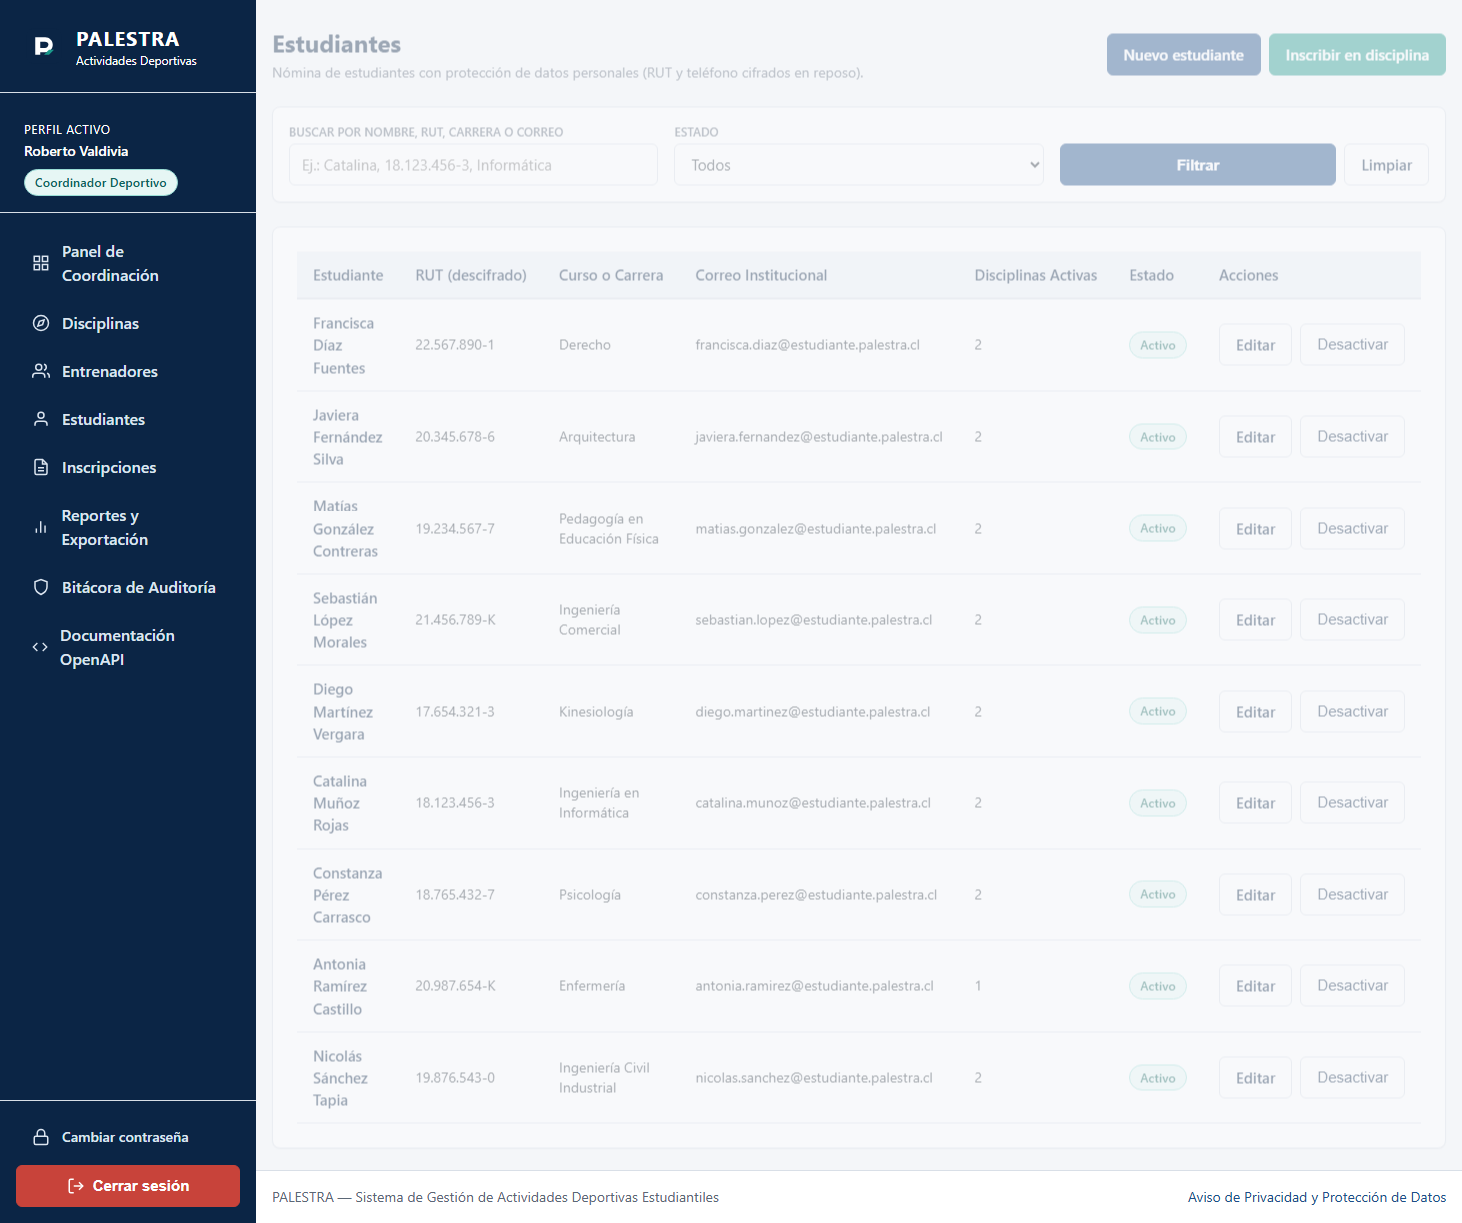 PALESTRA
Actividades Deportivas
PERFIL ACTIVO
Roberto Valdivia
Coordinador Deportivo
Panel de
Coordinación
Disciplinas
Entrenadores
Estudiantes
Inscripciones
Reportes y
Exportación
Bitácora de Auditoría
Documentación
OpenAPI
Cambiar contraseña
Cerrar sesión
Estudiantes
Nómina de estudiantes con protección de datos personales (RUT y teléfono cifrados en reposo).
Nuevo estudiante
Inscribir en disciplina
BUSCAR POR NOMBRE, RUT, CARRERA O CORREO
Ej.: Catalina, 18.123.456-3, Informática
ESTADO
Todos
Filtrar
Limpiar
Estudiante RUT (descifrado) Curso o Carrera Correo Institucional Disciplinas Activas Estado Acciones
Francisca
Díaz
Fuentes
22.567.890-1
Derecho
francisca.diaz@estudiante.palestra.cl
2
Activo
Editar
Desactivar
Javiera
Fernández
Silva
20.345.678-6
Arquitectura
javiera.fernandez@estudiante.palestra.cl
2
Activo
Editar
Desactivar
Matías
González
Contreras
19.234.567-7
Pedagogía en
Educación Física
matias.gonzalez@estudiante.palestra.cl
2
Activo
Editar
Desactivar
Sebastián
López
Morales
21.456.789-K
Ingeniería
Comercial
sebastian.lopez@estudiante.palestra.cl
2
Activo
Editar
Desactivar
Diego
Martínez
Vergara
17.654.321-3
Kinesiología
diego.martinez@estudiante.palestra.cl
2
Activo
Editar
Desactivar
Catalina
Muñoz
Rojas
18.123.456-3
Ingeniería en
Informática
catalina.munoz@estudiante.palestra.cl
2
Activo
Editar
Desactivar
Constanza
Pérez
Carrasco
18.765.432-7
Psicología
constanza.perez@estudiante.palestra.cl
2
Activo
Editar
Desactivar
Antonia
Ramírez
Castillo
20.987.654-K
Enfermería
antonia.ramirez@estudiante.palestra.cl
1
Activo
Editar
Desactivar
Nicolás
Sánchez
Tapia
19.876.543-0
Ingeniería Civil
Industrial
nicolas.sanchez@estudiante.palestra.cl
2
Activo
Editar
Desactivar
PALESTRA — Sistema de Gestión de Actividades Deportivas Estudiantiles
Aviso de Privacidad y Protección de Datos